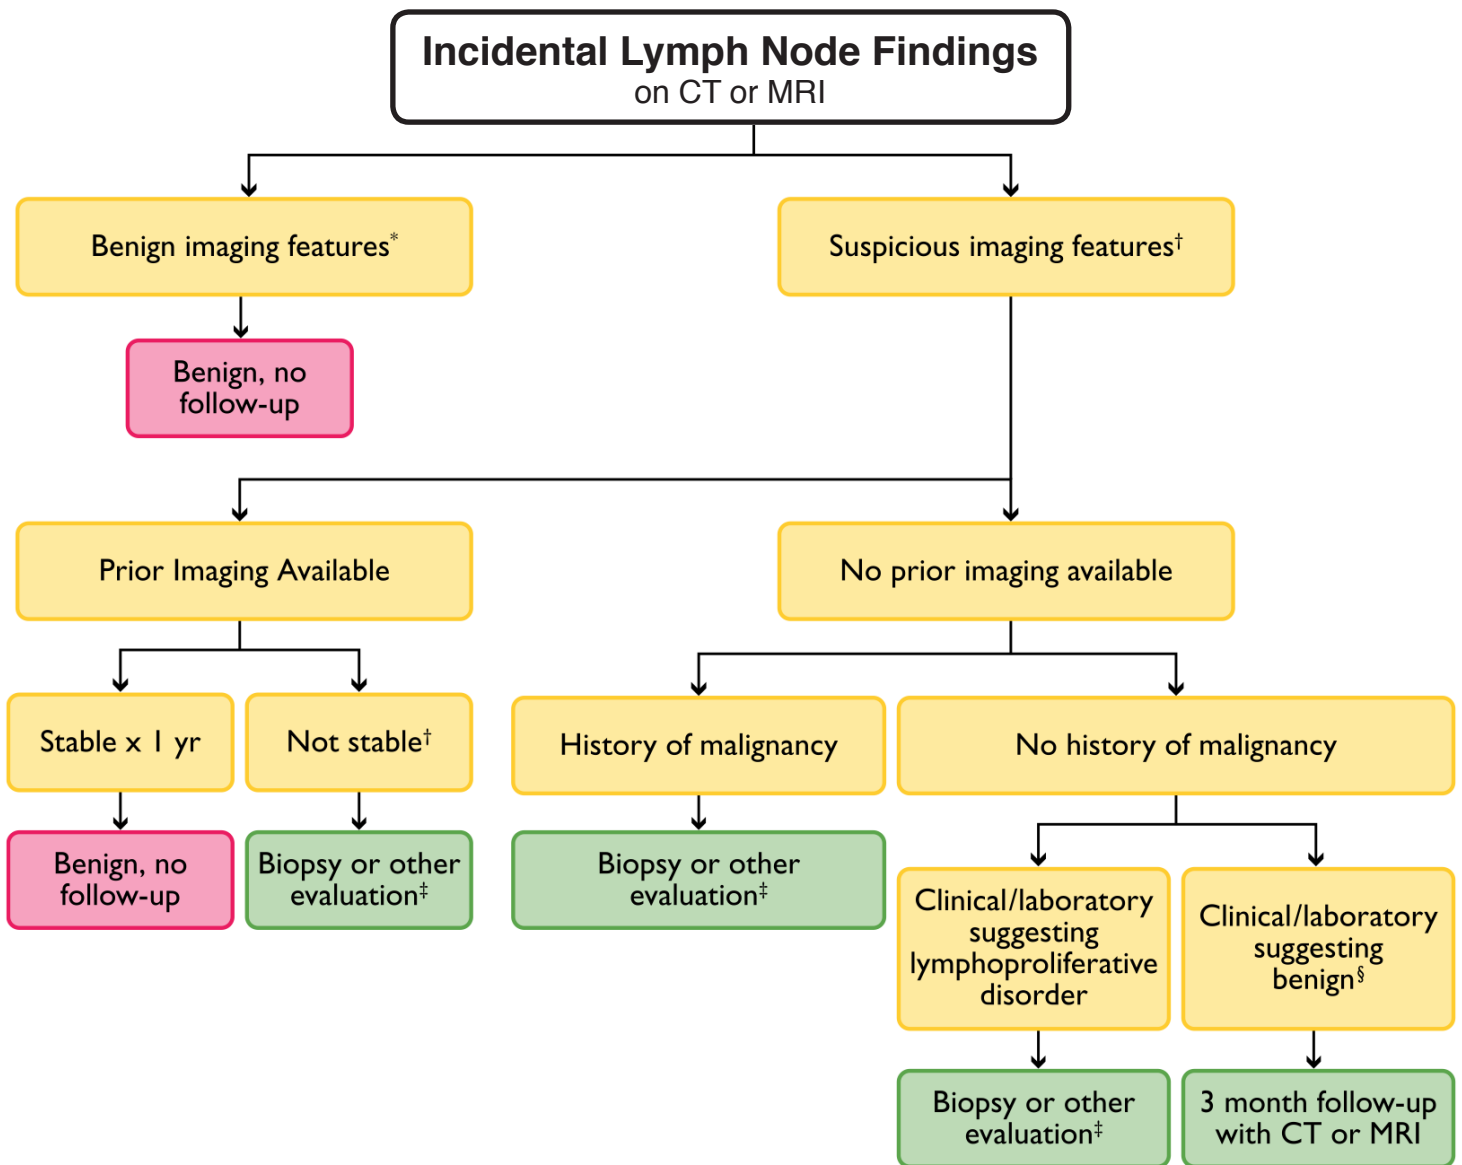 Incidental Lymph Node Findings
on CT or MRI
Benign imaging features*
Suspicious imaging features†
Benign, no
follow-up
Prior Imaging Available
No prior imaging available
Stable x 1 yr
Not stable†
History of malignancy
No history of malignancy
Benign, no
follow-up
Biopsy or other
evaluation‡
Biopsy or other
evaluation‡
Clinical/laboratory
suggesting
lymphoproliferative
disorder
Clinical/laboratory
suggesting
benign§
Biopsy or other
evaluation‡
3 month follow-up
with CT or MRI